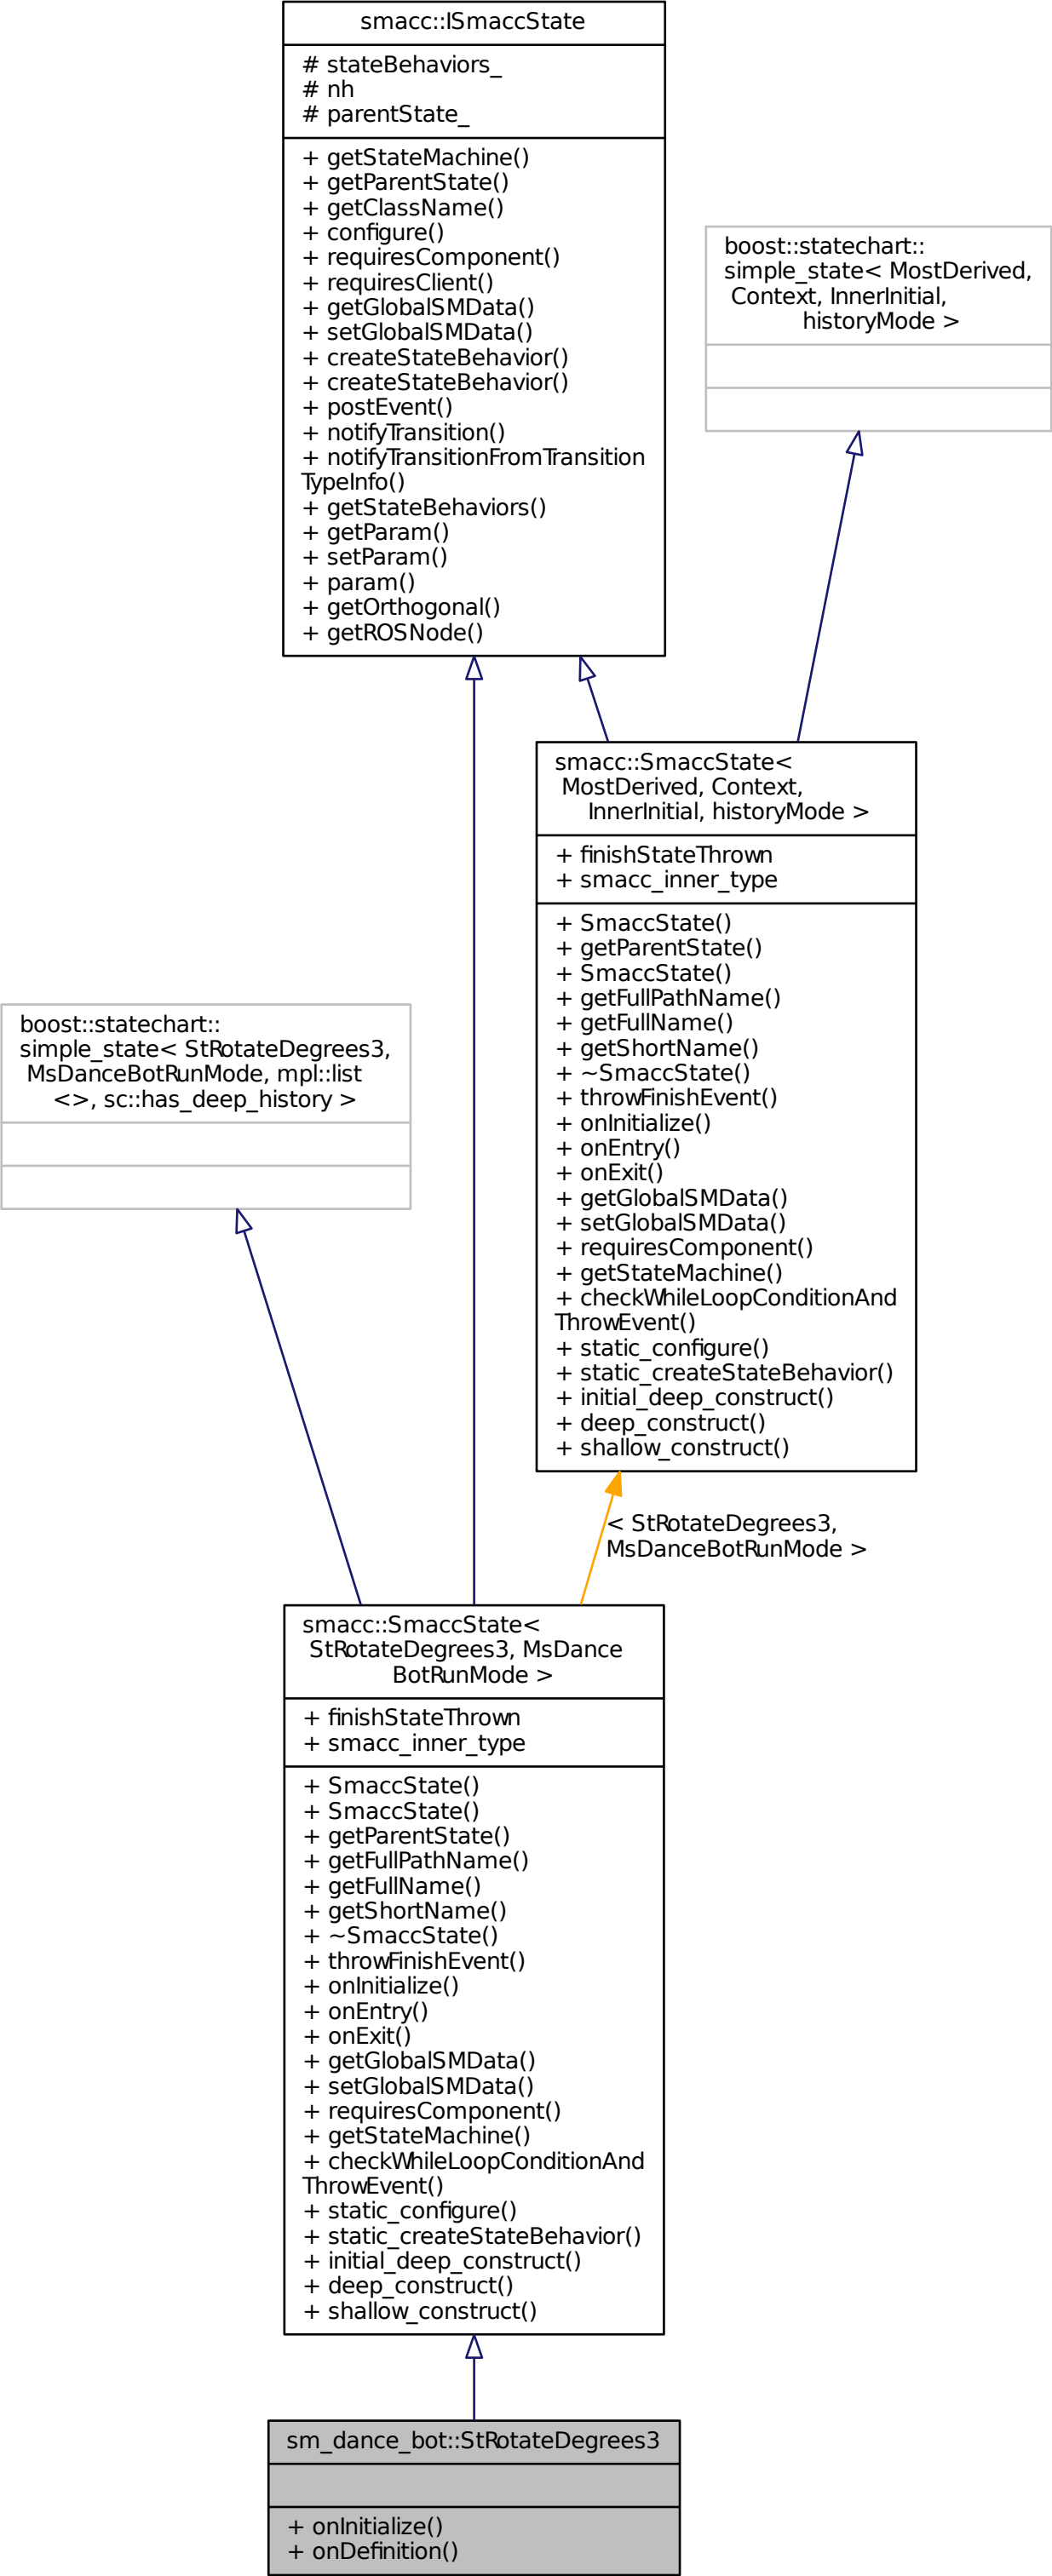 smacc::ISmaccState
# stateBehaviors_
# nh
# parentState_
+ getStateMachine()
+ getParentState()
+ getClassName()
+ configure()
+ requiresComponent()
+ requiresClient()
+ getGlobalSMData()
+ setGlobalSMData()
+ createStateBehavior()
+ createStateBehavior()
+ postEvent()
+ notifyTransition()
+ notifyTransitionFromTransition
TypeInfo()
+ getStateBehaviors()
+ getParam()
+ setParam()
+ param()
+ getOrthogonal()
+ getROSNode()
boost::statechart::
simple_state< MostDerived,
Context, InnerInitial,
historyMode >
smacc::SmaccState<
MostDerived, Context,
InnerInitial, historyMode >
+ finishStateThrown
+ smacc_inner_type
+ SmaccState()
+ getParentState()
+ SmaccState()
+ getFullPathName()
+ getFullName()
+ getShortName()
+ ~SmaccState()
+ throwFinishEvent()
+ onInitialize()
+ onEntry()
+ onExit()
+ getGlobalSMData()
+ setGlobalSMData()
+ requiresComponent()
+ getStateMachine()
+ checkWhileLoopConditionAnd
ThrowEvent()
+ static_configure()
+ static_createStateBehavior()
+ initial_deep_construct()
+ deep_construct()
+ shallow_construct()
boost::statechart::
simple_state< StRotateDegrees3,
MsDanceBotRunMode, mpl::list
<>, sc::has_deep_history >
< StRotateDegrees3,
MsDanceBotRunMode >
smacc::SmaccState<
StRotateDegrees3, MsDance
BotRunMode >
+ finishStateThrown
+ smacc_inner_type
+ SmaccState()
+ SmaccState()
+ getParentState()
+ getFullPathName()
+ getFullName()
+ getShortName()
+ ~SmaccState()
+ throwFinishEvent()
+ onInitialize()
+ onEntry()
+ onExit()
+ getGlobalSMData()
+ setGlobalSMData()
+ requiresComponent()
+ getStateMachine()
+ checkWhileLoopConditionAnd
ThrowEvent()
+ static_configure()
+ static_createStateBehavior()
+ initial_deep_construct()
+ deep_construct()
+ shallow_construct()
sm_dance_bot::StRotateDegrees3
+ onInitialize()
+ onDefinition()